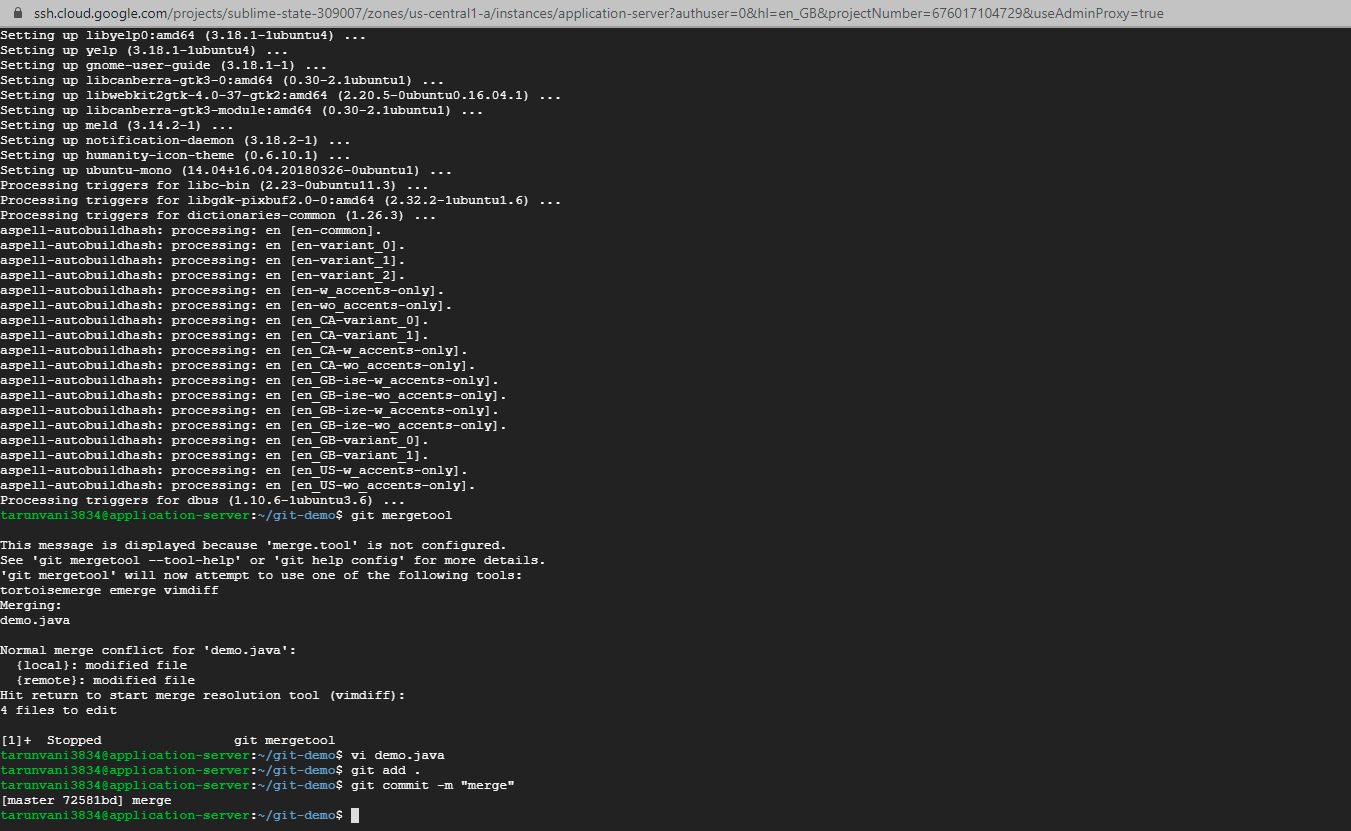 ssh.cloud.google.com/projects/sublime-state-309007/zones/us-central1-a/instances/application-server?authuser=0&hl=en_GB&projectNumber=676017104729&useAdminProxy=true
Setting up libyelp0:amd64 (3.18.1-1ubuntu4) ...
Setting up yelp (3.18.1-1ubuntu4) ...
Setting up gnome-user-guide (3.18.1-1) ...
Setting up libcanberra-gtk3-0:amd64 (0.30-2.1ubuntu1) ...
Setting up libwebkit2gtk-4.0-37-gtk2:amd64 (2.20.5-0ubuntu0.16.04.1) ...
Setting up libcanberra-gtk3-module:amd64 (0.30-2.1ubuntu1) ...
Setting up meld (3.14.2-1) ...
Setting up notification-daemon (3.18.2-1) ...
Setting up humanity-icon-theme (0.6.10.1) ...
Setting up ubuntu-mono (14.04+16.04.20180326-0ubuntu1) ...
Processing triggers for libc-bin (2.23-0ubuntu11.3) ...
Processing triggers for libgdk-pixbuf2.0-0:amd64 (2.32.2-1ubuntu1.6) ...
Processing triggers for dictionaries-common (1.26.3) ...
aspell-autobuildhash: processing: en [en-common].
aspell-autobuildhash: processing: en [en-variant_0].
aspell-autobuildhash: processing: en [en-variant_1].
aspell-autobuildhash: processing: en [en-variant_2].
aspell-autobuildhash: processing: en [en-w_accents-only].
aspell-autobuildhash: processing: en [en-wo_accents-only].
aspell-autobuildhash: processing: en [en_CA-variant_0].
aspell-autobuildhash: processing: en [en_CA-variant_1].
aspell-autobuildhash: processing: en [en_CA-w_accents-only].
aspell-autobuildhash: processing: en [en_CA-wo_accents-only].
aspell-autobuildhash: processing: en [en_GB-ise-w_accents-only].
aspell-autobuildhash: processing: en [en_GB-ise-wo_accents-only].
aspell-autobuildhash: processing: en [en_GB-ize-w_accents-only].
aspell-autobuildhash: processing: en [en_GB-ize-wo_accents-only].
aspell-autobuildhash: processing: en [en_GB-variant_0].
aspell-autobuildhash: processing: en [en_GB-variant_1].
aspell-autobuildhash: processing: en [en_US-w_accents-only].
aspell-autobuildhash: processing: en [en_US-wo_accents-only].
Processing triggers for dbus (1.10.6-1ubuntu3.6) ...
tarunvani3834@application-server:~/git-demo$ git mergetool
This message is displayed because 'merge.tool' is not configured.
See 'git mergetool --tool-help' or 'git help config' for more details.
'git mergetool' will now attempt to use one of the following tools:
tortoisemerge emerge vimdiff
Merging:
demo.java
Normal merge conflict for 'demo.java':
  {local}: modified file
  {remote}: modified file
Hit return to start merge resolution tool (vimdiff):
4 files to edit
[1]+  Stopped                 git mergetool
tarunvani3834@application-server:~/git-demo$ vi demo.java
tarunvani3834@application-server:~/git-demo$ git add .
tarunvani3834@application-server:~/git-demo$ git commit -m "merge"
[master 72581bd] merge
tarunvani3834@application-server:~/git-demo$